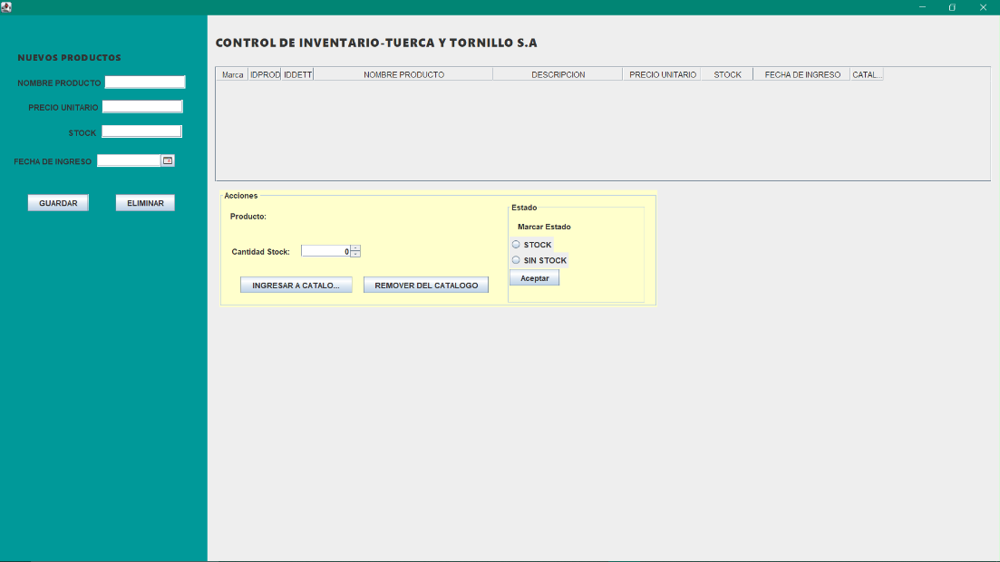 CONTROL DE INVENTARIO-TUERCA Y TORNILLO S.A
NUEVOS PRODUCTOS
NOMBRE PRODUCTO
PRECIO UNITARIO
STOCK
FECHA DE INGRESO
GUARDAR ELIMINAR
Marca IDPROD IDDETT NOMBRE PRODUCTO DESCRIPCION PRECIO UNITARIO STOCK FECHA DE INGRESO CATAL...
Acciones
Producto:
Cantidad Stock: 0
INGRESAR A CATALO... REMOVER DEL CATALOGO
Estado
Marcar Estado
STOCK
SIN STOCK
Aceptar